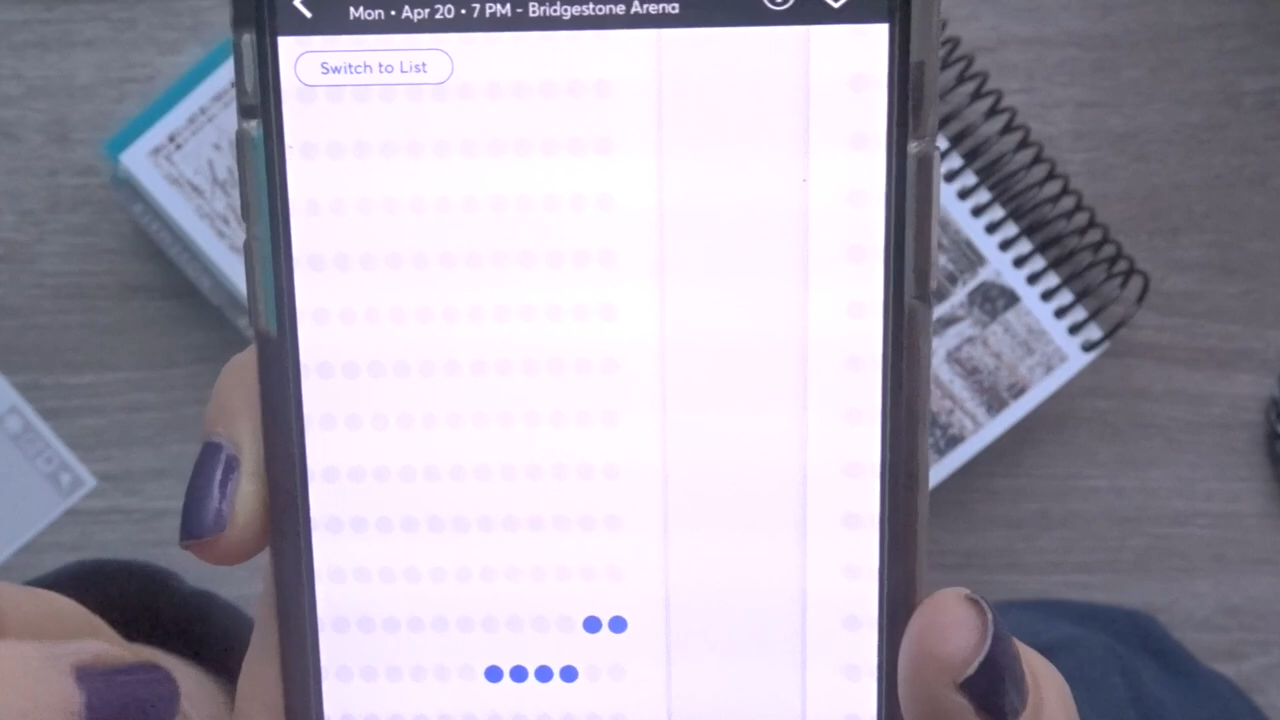 Mon • Apr 20 • 7 PM - Bridgestone Arena
Switch to List